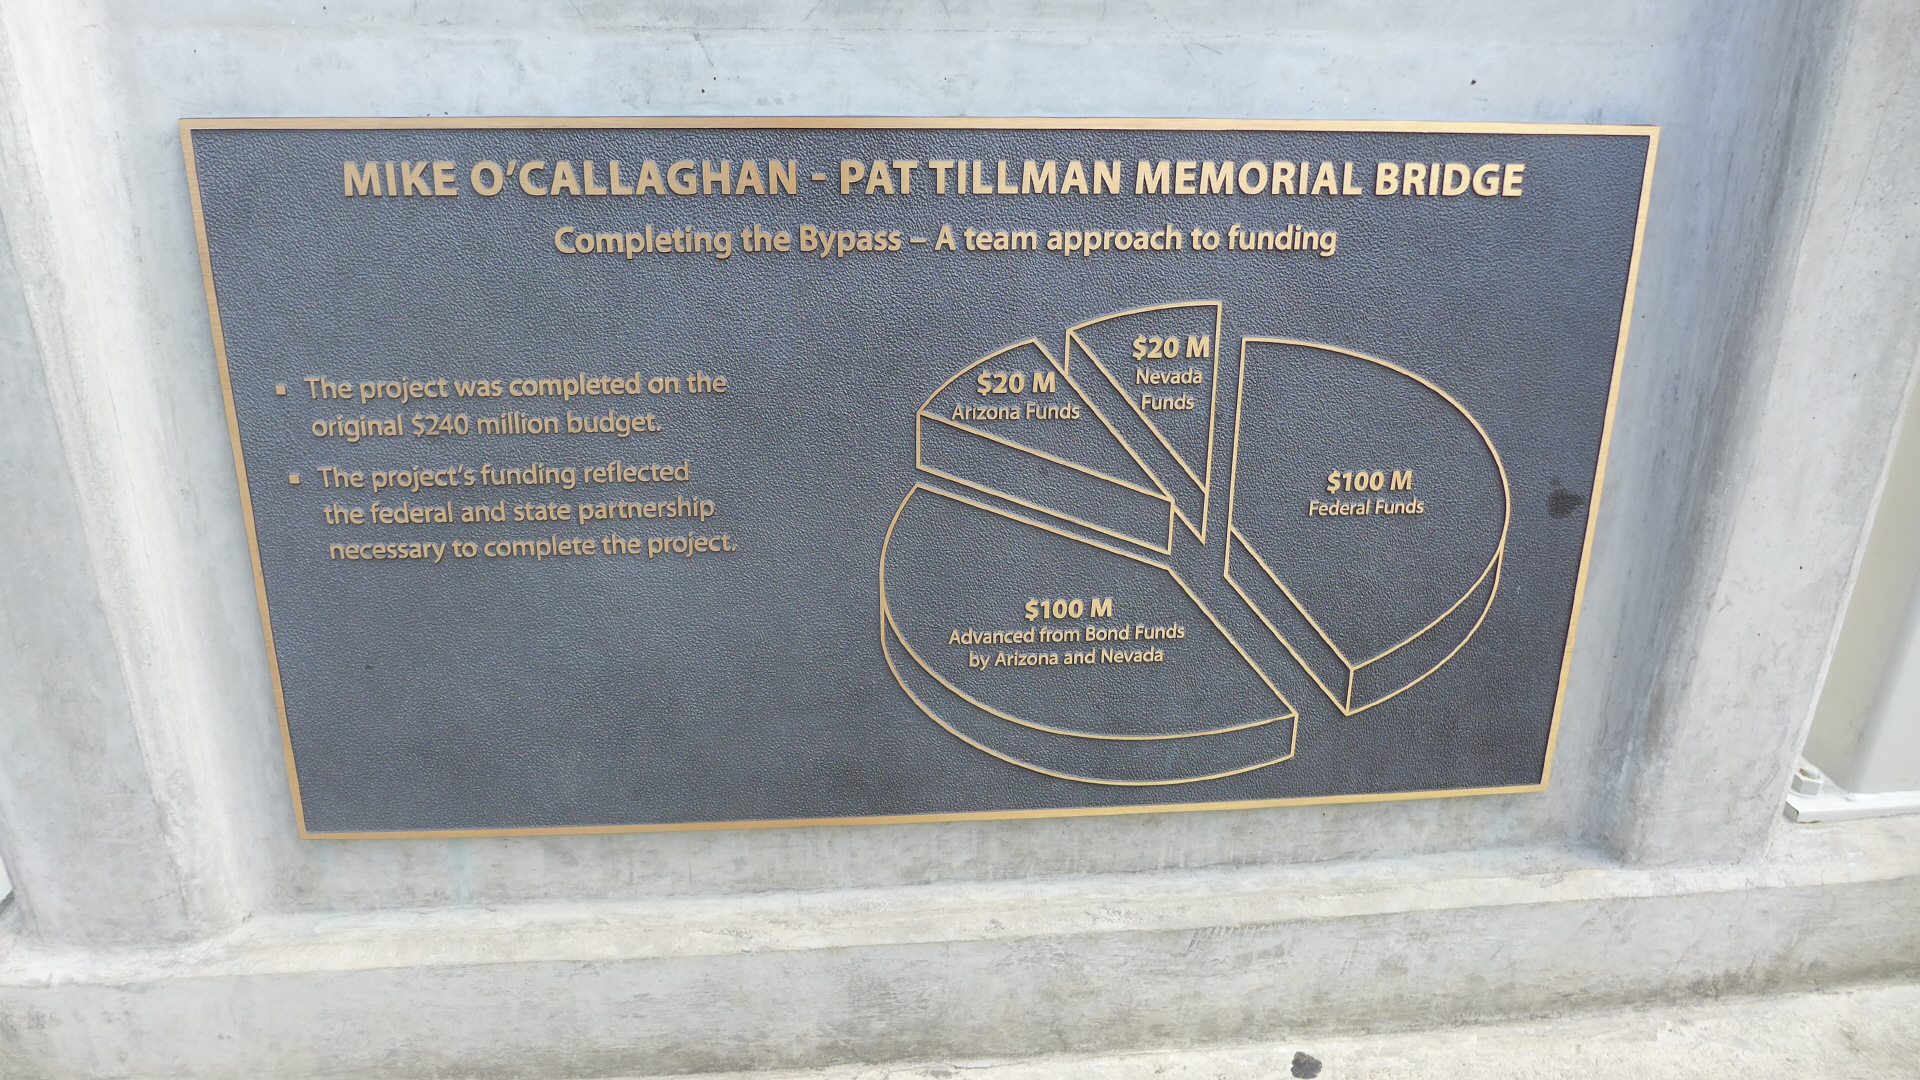 MIKE O'CALLAGHAN - PAT TILLMAN MEMORIAL BRIDGE
Completing the Bypass – A team approach to funding
▪ The project was completed on the
original $240 million budget.
▪ The project's funding reflected
the federal and state partnership
necessary to complete the project.
$20 M
Arizona Funds
$20 M
Nevada
Funds
$100 M
Federal Funds
$100 M
Advanced from Bond Funds
by Arizona and Nevada